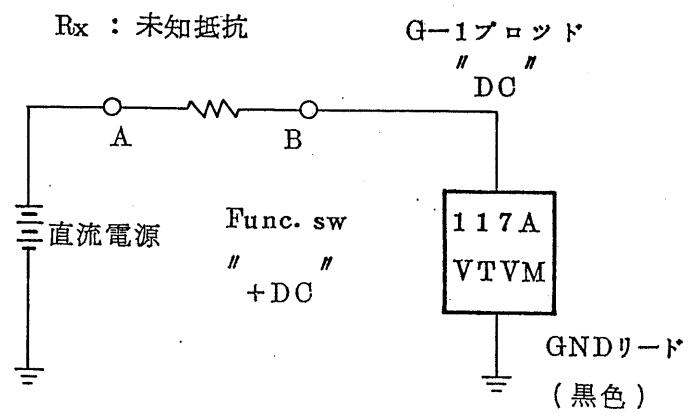 Rx : 未知抵抗
G-1プロッド
"DC"
A
B
直流電源
Func. sw
"+DC"
117A
VTVM
GNDリード
(黒色)